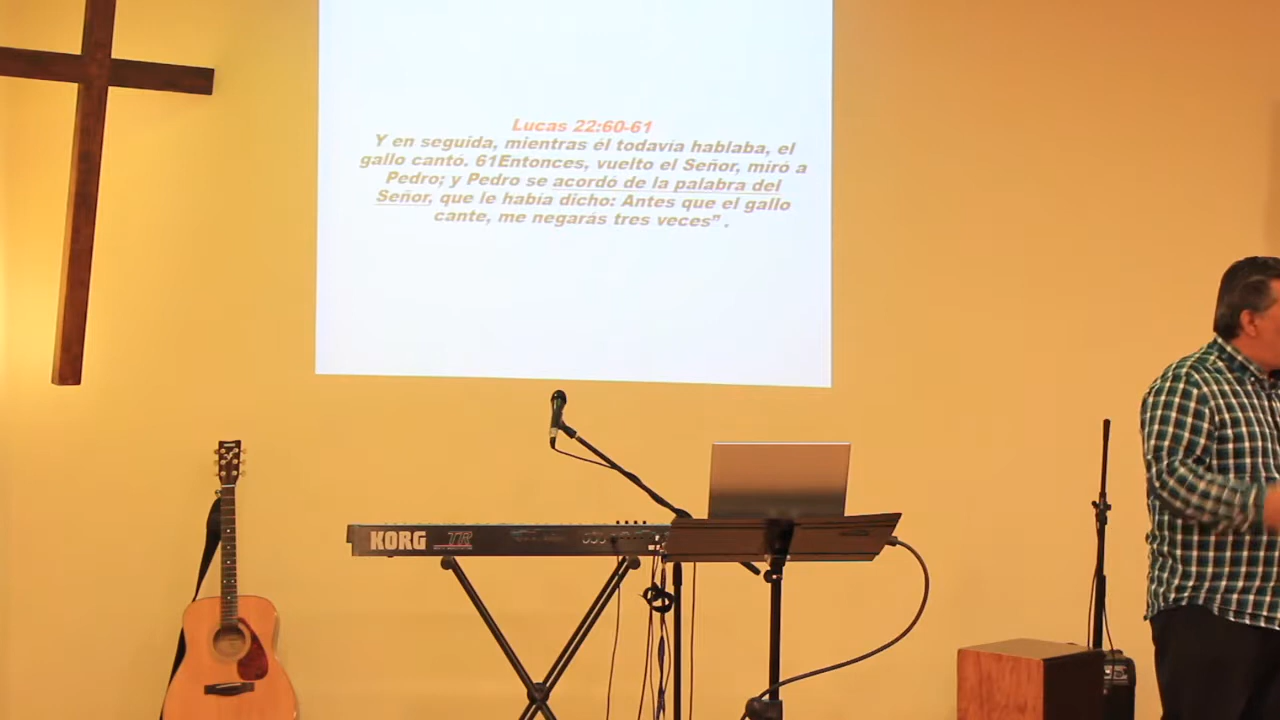 Lucas 22:60-61
Y en seguida, mientras él todavía hablaba, el
gallo cantó. 61Entonces, vuelto el Señor, miró a
Pedro; y Pedro se acordó de la palabra del
Señor, que le había dicho: Antes que el gallo
cante, me negarás tres veces” .
KORG TR